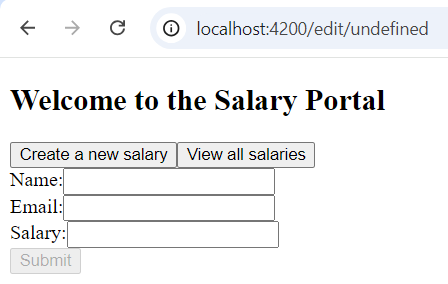 localhost:4200/edit/undefined
Welcome to the Salary Portal
Create a new salary View all salaries
Name:
Email:
Salary:
Submit